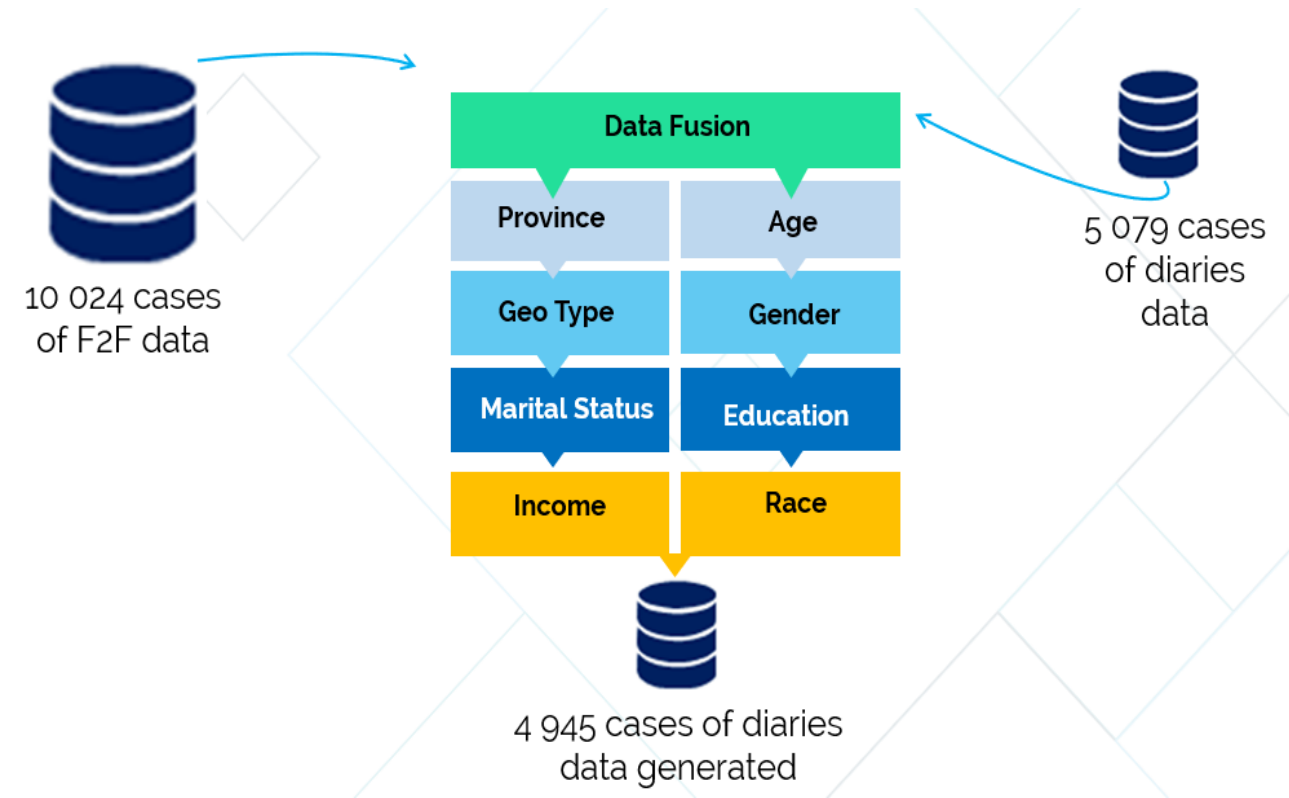 Data Fusion
Province
Age
Geo Type
Gender
Marital Status
Education
Income
Race
10 024 cases
of F2F data
5 079 cases
of diaries
data
4 945 cases of diaries
data generated